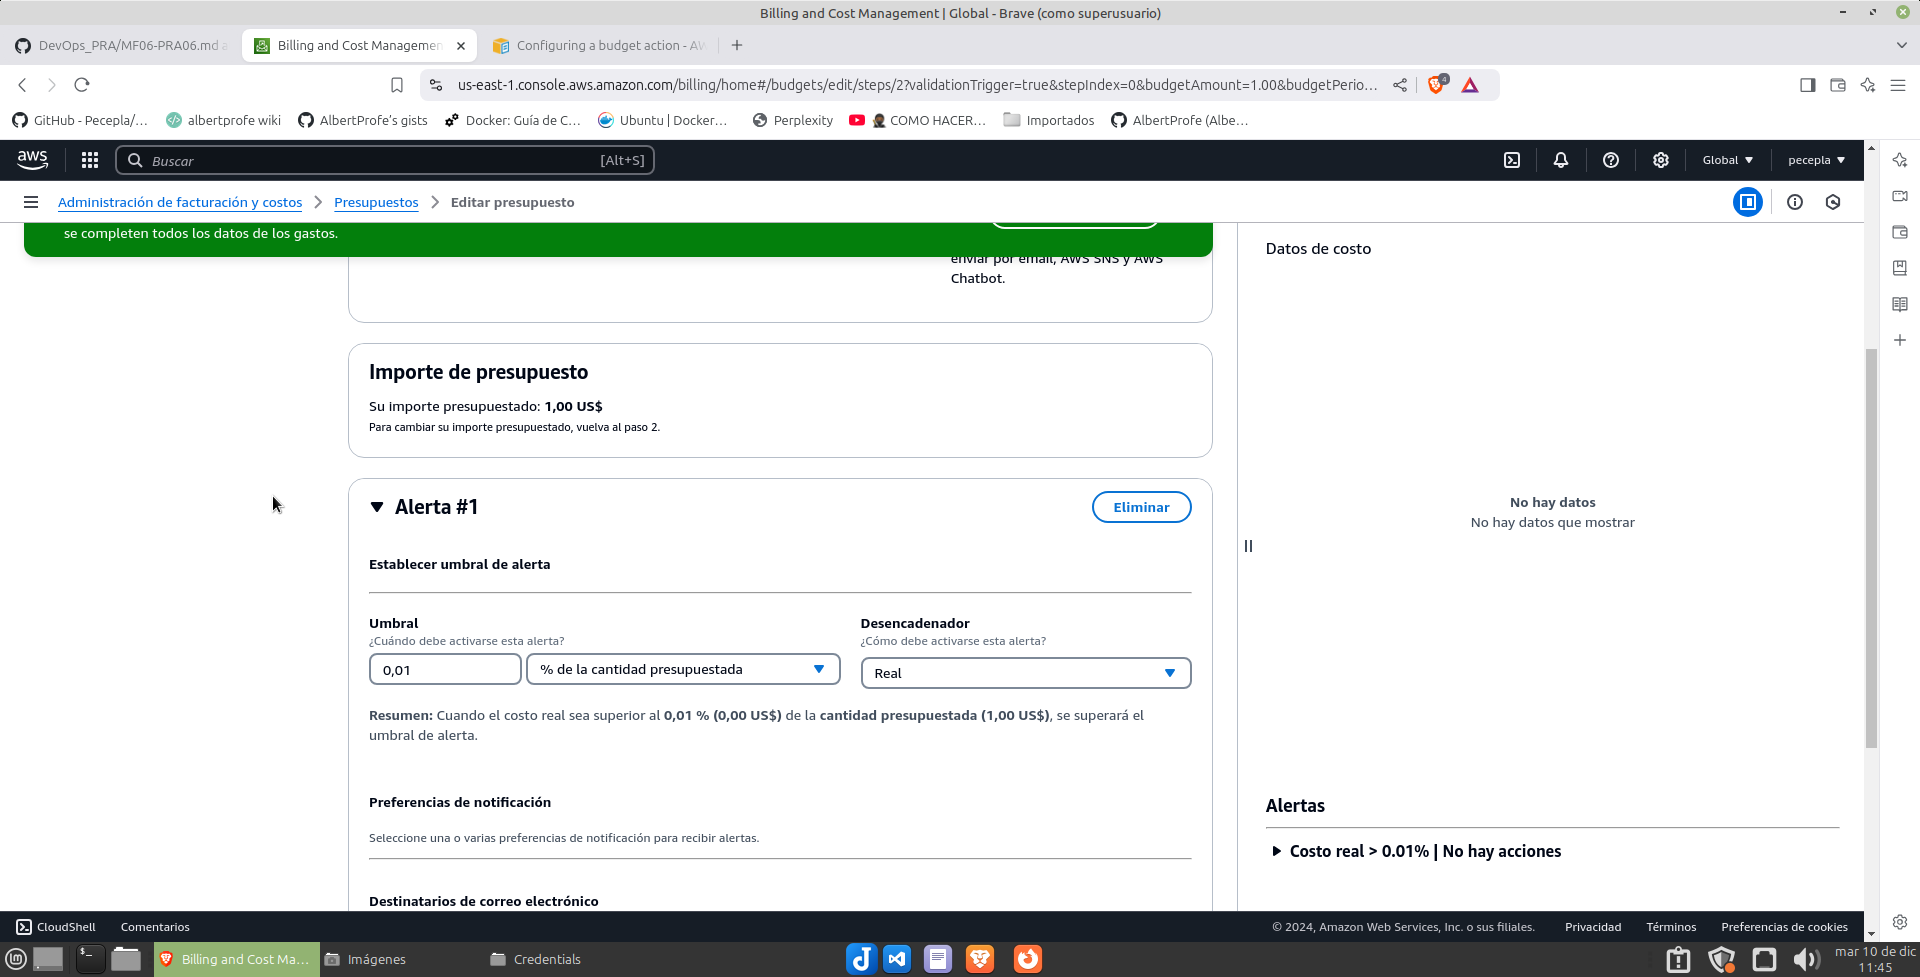 Billing and Cost Management | Global - Brave (como superusuario)
DevOps_PRA/MF06-PRA06.md a
Billing and Cost Managemen
Configuring a budget action - AW
us-east-1.console.aws.amazon.com/billing/home#/budgets/edit/steps/2?validationTrigger=true&stepIndex=0&budgetAmount=1.00&budgetPerio...
4
GitHub - Pecepla/...
albertprofe wiki
AlbertProfe's gists
Docker: Guía de C...
Ubuntu | Docker...
Perplexity
COMO HACER...
Importados
AlbertProfe (Albe...
aws
Buscar
[Alt+S]
Global
pecepla
Administración de facturación y costos
Presupuestos
Editar presupuesto
se completen todos los datos de los gastos.
enviar por email, AWS SNS y AWS
Chatbot.
Importe de presupuesto
Su importe presupuestado: 1,00 US$
Para cambiar su importe presupuestado, vuelva al paso 2.
Alerta #1
Eliminar
Establecer umbral de alerta
Umbral
¿Cuándo debe activarse esta alerta?
0,01
% de la cantidad presupuestada
Desencadenador
¿Cómo debe activarse esta alerta?
Real
Resumen: Cuando el costo real sea superior al 0,01 % (0,00 US$) de la cantidad presupuestada (1,00 US$), se superará el
umbral de alerta.
Preferencias de notificación
Seleccione una o varias preferencias de notificación para recibir alertas.
Destinatarios de correo electrónico
Datos de costo
No hay datos
No hay datos que mostrar
Alertas
Costo real > 0.01% | No hay acciones
CloudShell
Comentarios
© 2024, Amazon Web Services, Inc. o sus filiales.
Privacidad
Términos
Preferencias de cookies
Billing and Cost Ma...
Imágenes
Credentials
mar 10 de dic
11:45